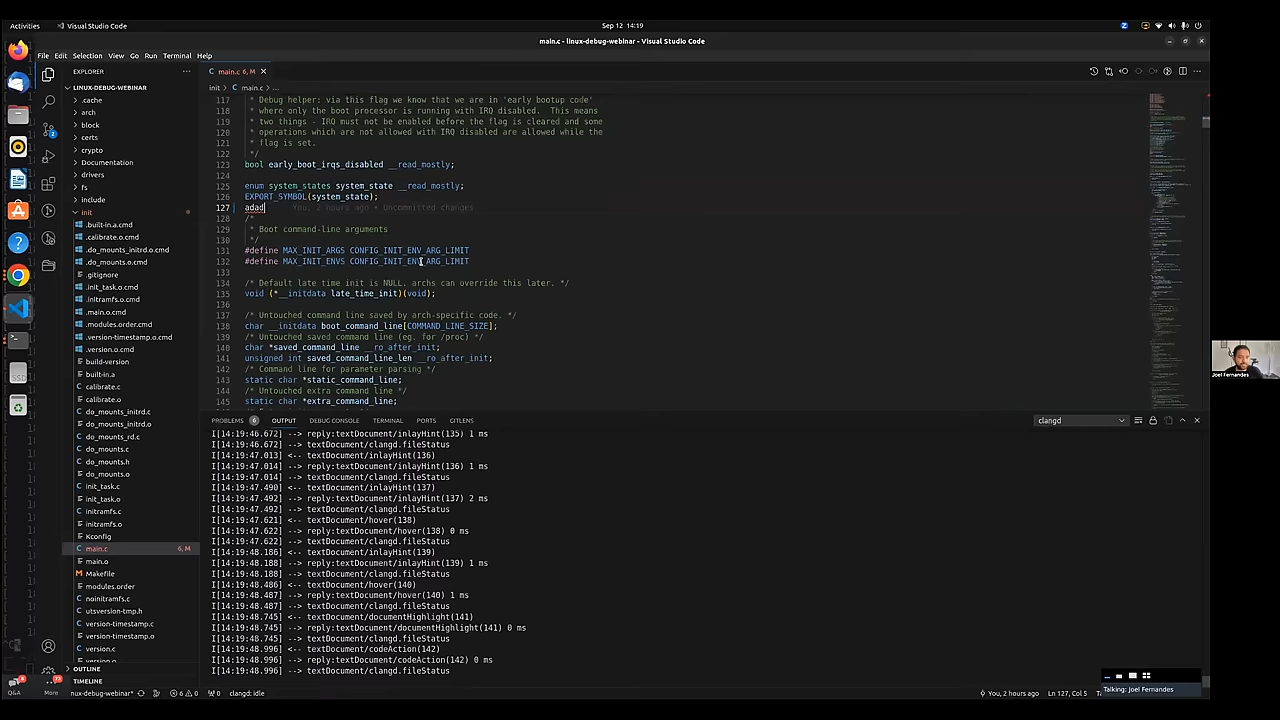 Activities
Visual Studio Code
Sep 12 14:19
main.c - linux-debug-webinar - Visual Studio Code
File Edit Selection View Go Run Terminal Help
EXPLORER
main.c 6, M
LINUX-DEBUG-WEBINAR
init > main.c > ...
.cache
arch
block
certs
crypto
Documentation
drivers
fs
include
init
.built-in.a.cmd
.calibrate.o.cmd
.do_mounts_initrd.o.cmd
.do_mounts.o.cmd
.gitignore
.init_task.o.cmd
.initramfs.o.cmd
.main.o.cmd
.modules.order.cmd
.version-timestamp.o.cmd
.version.o.cmd
build-version
built-in.a
calibrate.c
calibrate.o
do_mounts_initrd.c
do_mounts_initrd.o
do_mounts_rd.c
do_mounts.c
do_mounts.h
do_mounts.o
init_task.c
init_task.o
initramfs.c
initramfs.o
Kconfig
main.c 6, M
main.o
Makefile
modules.order
noinitramfs.c
utsversion-tmp.h
version-timestamp.c
version-timestamp.o
version.c
version.o
OUTLINE
TIMELINE
117 * Debug helper: via this flag we know that we are in 'early bootup code'
118 * where only the boot processor is running with IRQ disabled. This means
119 * two things - IRQ must not be enabled before the flag is cleared and some
120 * operations which are not allowed with IRQ disabled are allowed while the
121 * flag is set.
122 */
123 bool early_boot_irqs_disabled __read_mostly;
124
125 enum system_states system_state __read_mostly;
126 EXPORT_SYMBOL(system_state);
127 adad You, 2 hours ago • Uncommitted cha
128 /*
129 * Boot command-line arguments
130 */
131 #define MAX_INIT_ARGS CONFIG_INIT_ENV_ARG_LIMIT
132 #define MAX_INIT_ENVS CONFIG_INIT_ENV_ARG_LIMIT
133
134 /* Default late time init is NULL. archs can override this later. */
135 void (*__initdata late_time_init)(void);
136
137 /* Untouched command line saved by arch-specific code. */
138 char __initdata boot_command_line[COMMAND_LINE_SIZE];
139 /* Untouched saved command line (eg. for /proc) */
140 char *saved_command_line __ro_after_init;
141 unsigned int saved_command_line_len __ro_after_init;
142 /* Command line for parameter parsing */
143 static char *static_command_line;
144 /* Untouched extra command line */
145 static char *extra_command_line;
PROBLEMS 6 OUTPUT DEBUG CONSOLE TERMINAL PORTS GITLENS
clangd
I[14:19:46.672] --> reply:textDocument/inlayHint(135) 1 ms
I[14:19:46.672] --> textDocument/clangd.fileStatus
I[14:19:47.013] <-- textDocument/inlayHint(136)
I[14:19:47.014] --> reply:textDocument/inlayHint(136) 1 ms
I[14:19:47.014] --> textDocument/clangd.fileStatus
I[14:19:47.490] <-- textDocument/inlayHint(137)
I[14:19:47.492] --> reply:textDocument/inlayHint(137) 2 ms
I[14:19:47.492] --> textDocument/clangd.fileStatus
I[14:19:47.621] <-- textDocument/hover(138)
I[14:19:47.622] --> reply:textDocument/hover(138) 0 ms
I[14:19:47.622] --> textDocument/clangd.fileStatus
I[14:19:48.186] <-- textDocument/inlayHint(139)
I[14:19:48.188] --> reply:textDocument/inlayHint(139) 1 ms
I[14:19:48.188] --> textDocument/clangd.fileStatus
I[14:19:48.486] <-- textDocument/hover(140)
I[14:19:48.487] --> reply:textDocument/hover(140) 1 ms
I[14:19:48.487] --> textDocument/clangd.fileStatus
I[14:19:48.745] <-- textDocument/documentHighlight(141)
I[14:19:48.745] --> reply:textDocument/documentHighlight(141) 0 ms
I[14:19:48.745] --> textDocument/clangd.fileStatus
I[14:19:48.996] <-- textDocument/codeAction(142)
I[14:19:48.996] --> reply:textDocument/codeAction(142) 0 ms
I[14:19:48.996] --> textDocument/clangd.fileStatus
Joel Fernandes
Talking: Joel Fernandes
Q&A
More
nux-debug-webinar* 6 0 0 clangd: idle
You, 2 hours ago Ln 127, Col 5